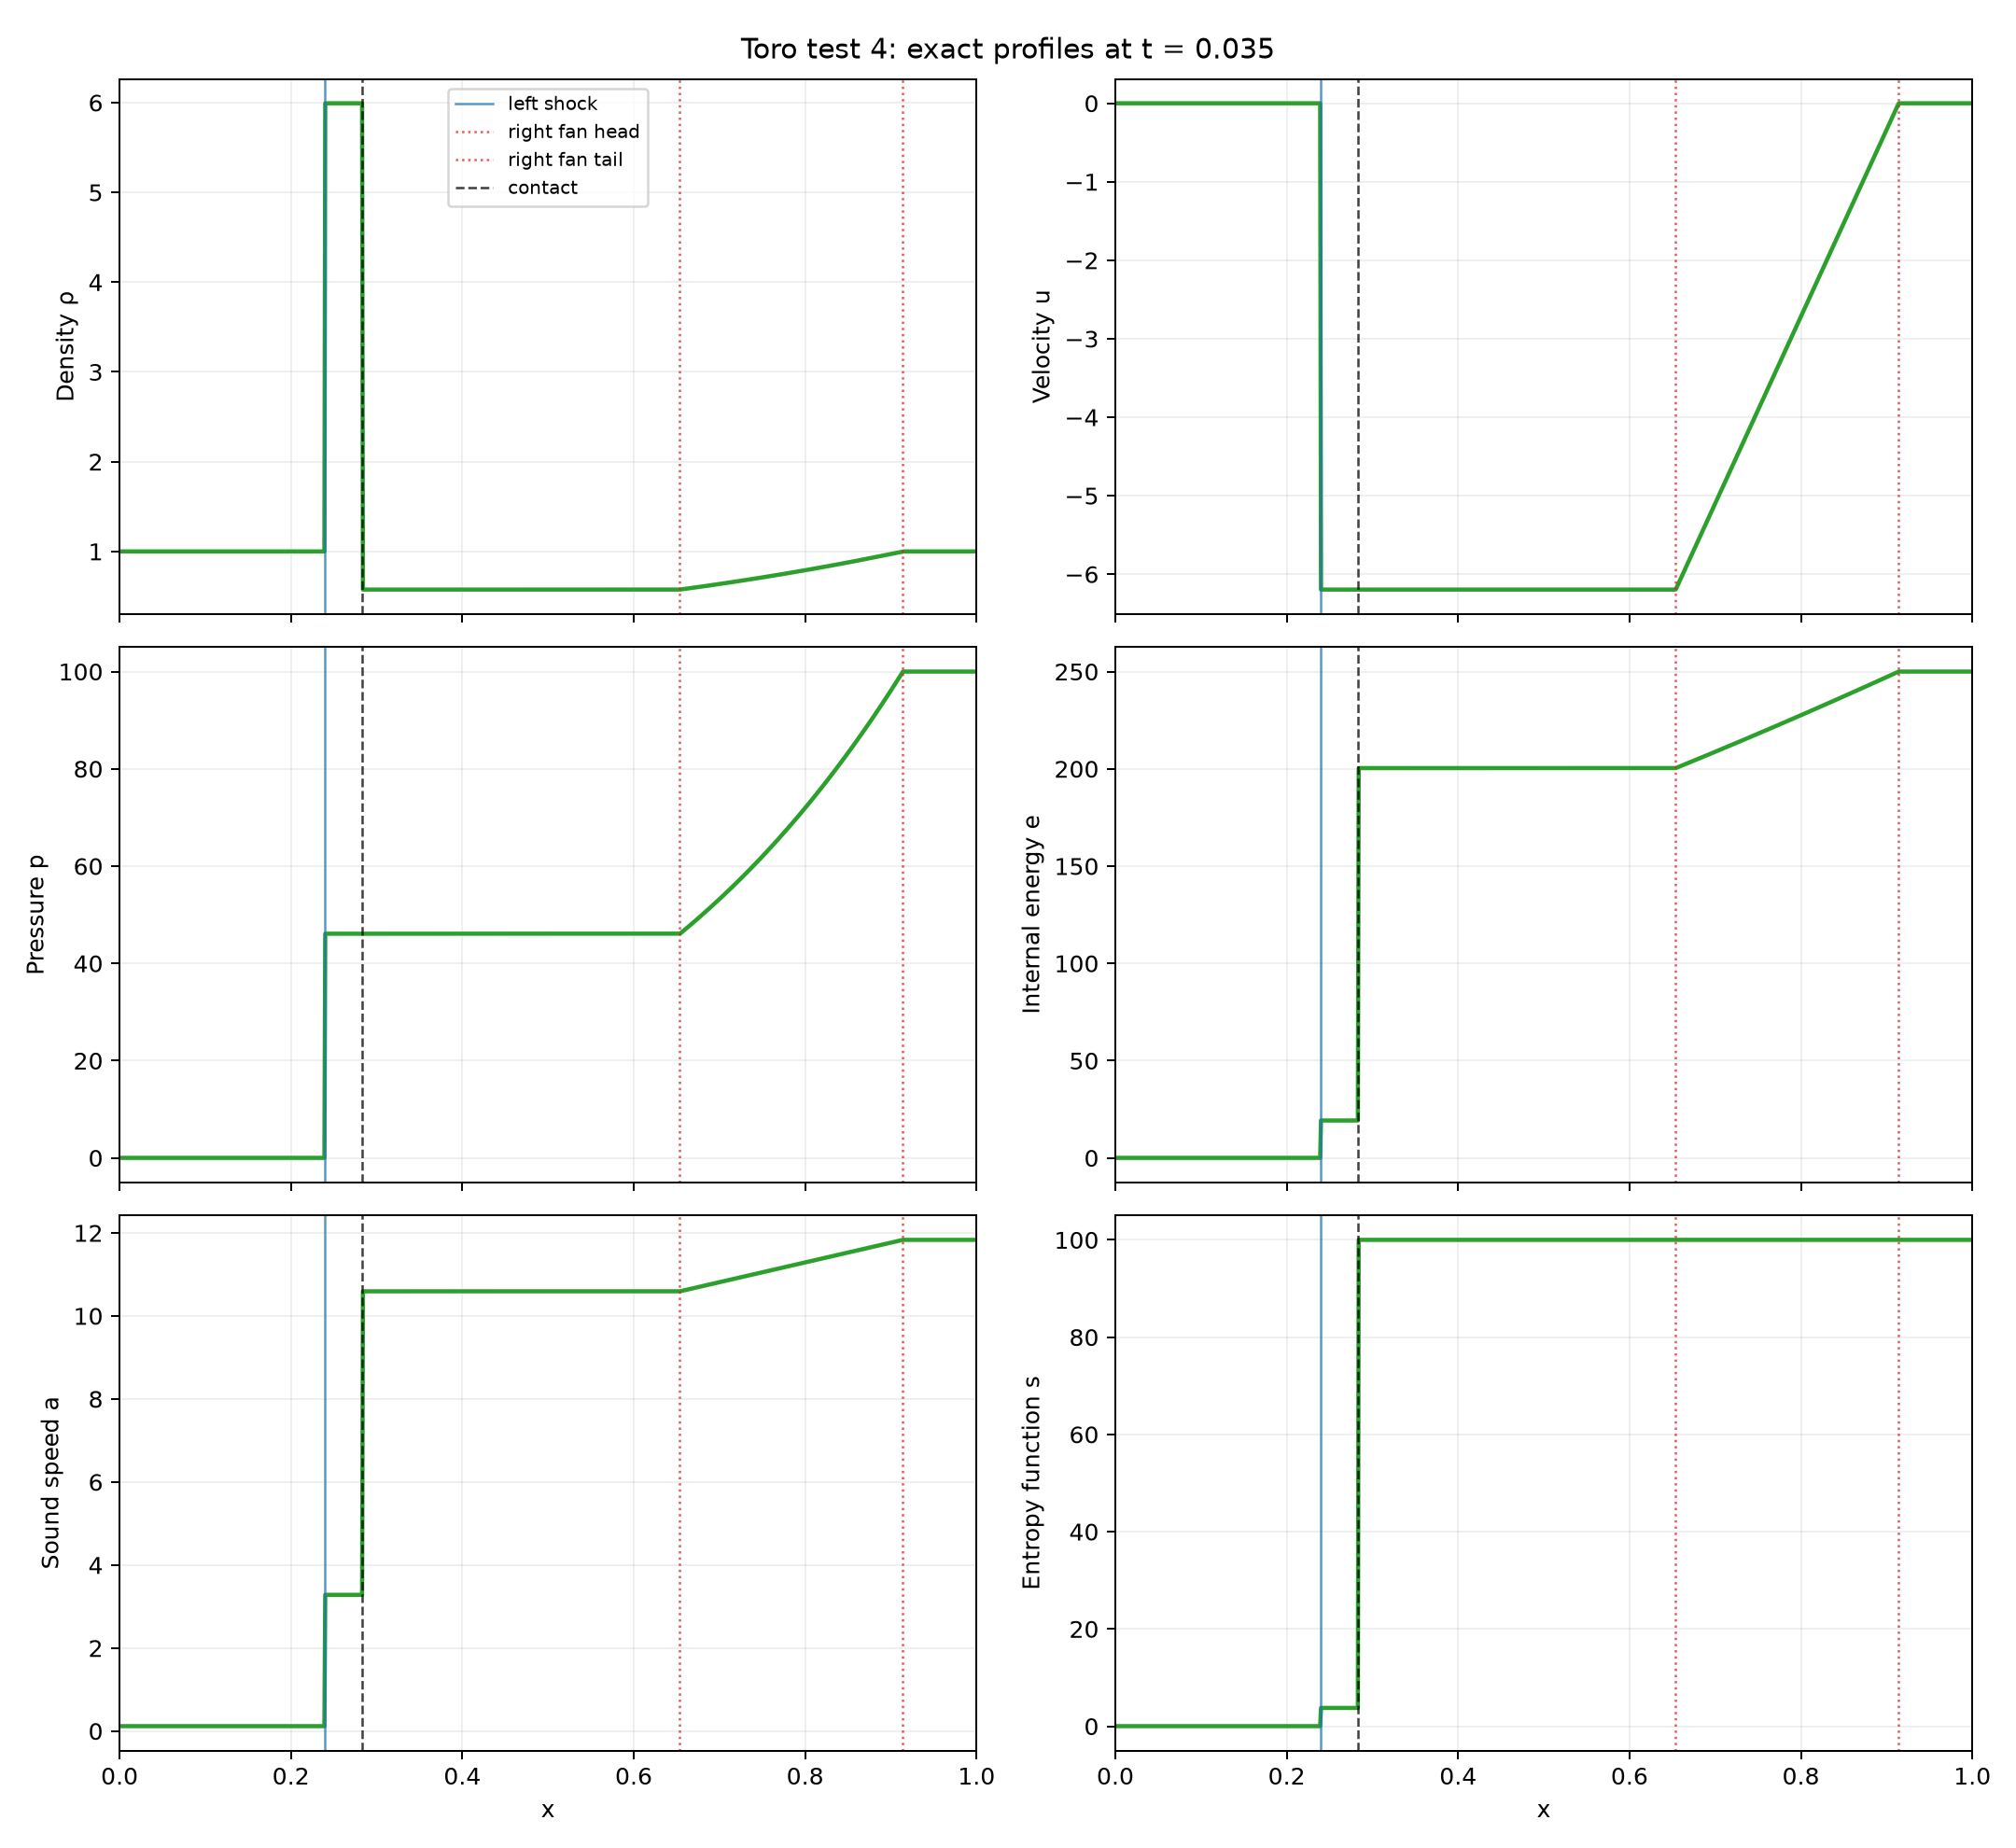 Toro test 4: exact profiles at t = 0.035
6
5
4
3
2
1
Density ρ
left shock
right fan head
right fan tail
contact
0
−1
−2
−3
−4
−5
−6
Velocity u
100
80
60
40
20
0
Pressure p
250
200
150
100
50
0
Internal energy e
12
10
8
6
4
2
0
Sound speed a
0.0 0.2 0.4 0.6 0.8 1.0
x
100
80
60
40
20
0
Entropy function s
0.0 0.2 0.4 0.6 0.8 1.0
x